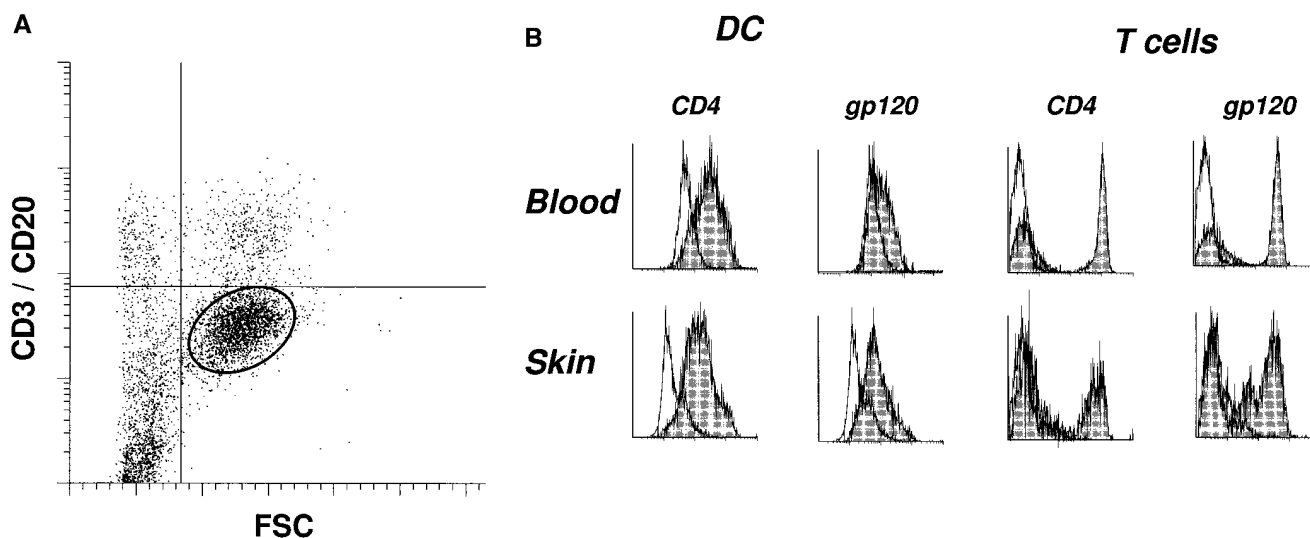 A
CD3 / CD20
FSC
B
DC
T cells
CD4
gp120
CD4
gp120
Blood
Skin